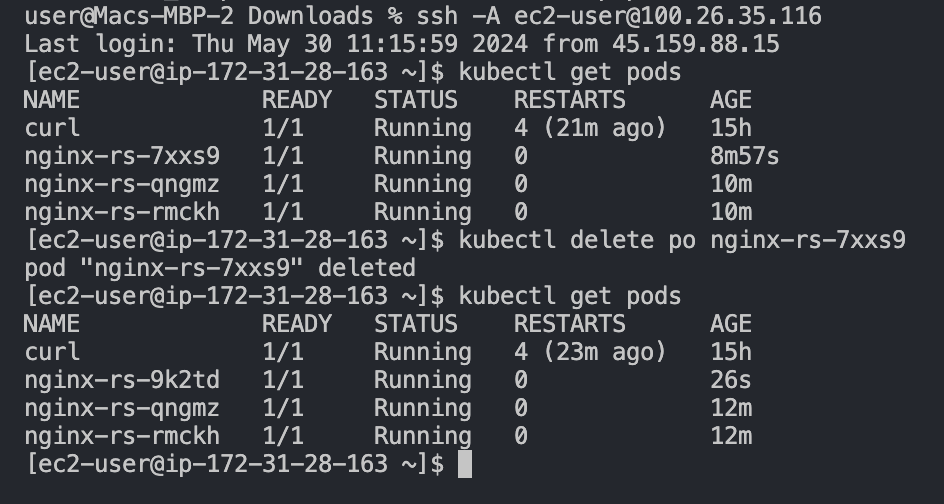 user@Macs-MBP-2 Downloads % ssh -A ec2-user@100.26.35.116
Last login: Thu May 30 11:15:59 2024 from 45.159.88.15
[ec2-user@ip-172-31-28-163 ~]$ kubectl get pods
NAME READY STATUS RESTARTS AGE
curl 1/1 Running 4 (21m ago) 15h
nginx-rs-7xxs9 1/1 Running 0 8m57s
nginx-rs-qngmz 1/1 Running 0 10m
nginx-rs-rmckh 1/1 Running 0 10m
[ec2-user@ip-172-31-28-163 ~]$ kubectl delete po nginx-rs-7xxs9
pod "nginx-rs-7xxs9" deleted
[ec2-user@ip-172-31-28-163 ~]$ kubectl get pods
NAME READY STATUS RESTARTS AGE
curl 1/1 Running 4 (23m ago) 15h
nginx-rs-9k2td 1/1 Running 0 26s
nginx-rs-qngmz 1/1 Running 0 12m
nginx-rs-rmckh 1/1 Running 0 12m
[ec2-user@ip-172-31-28-163 ~]$